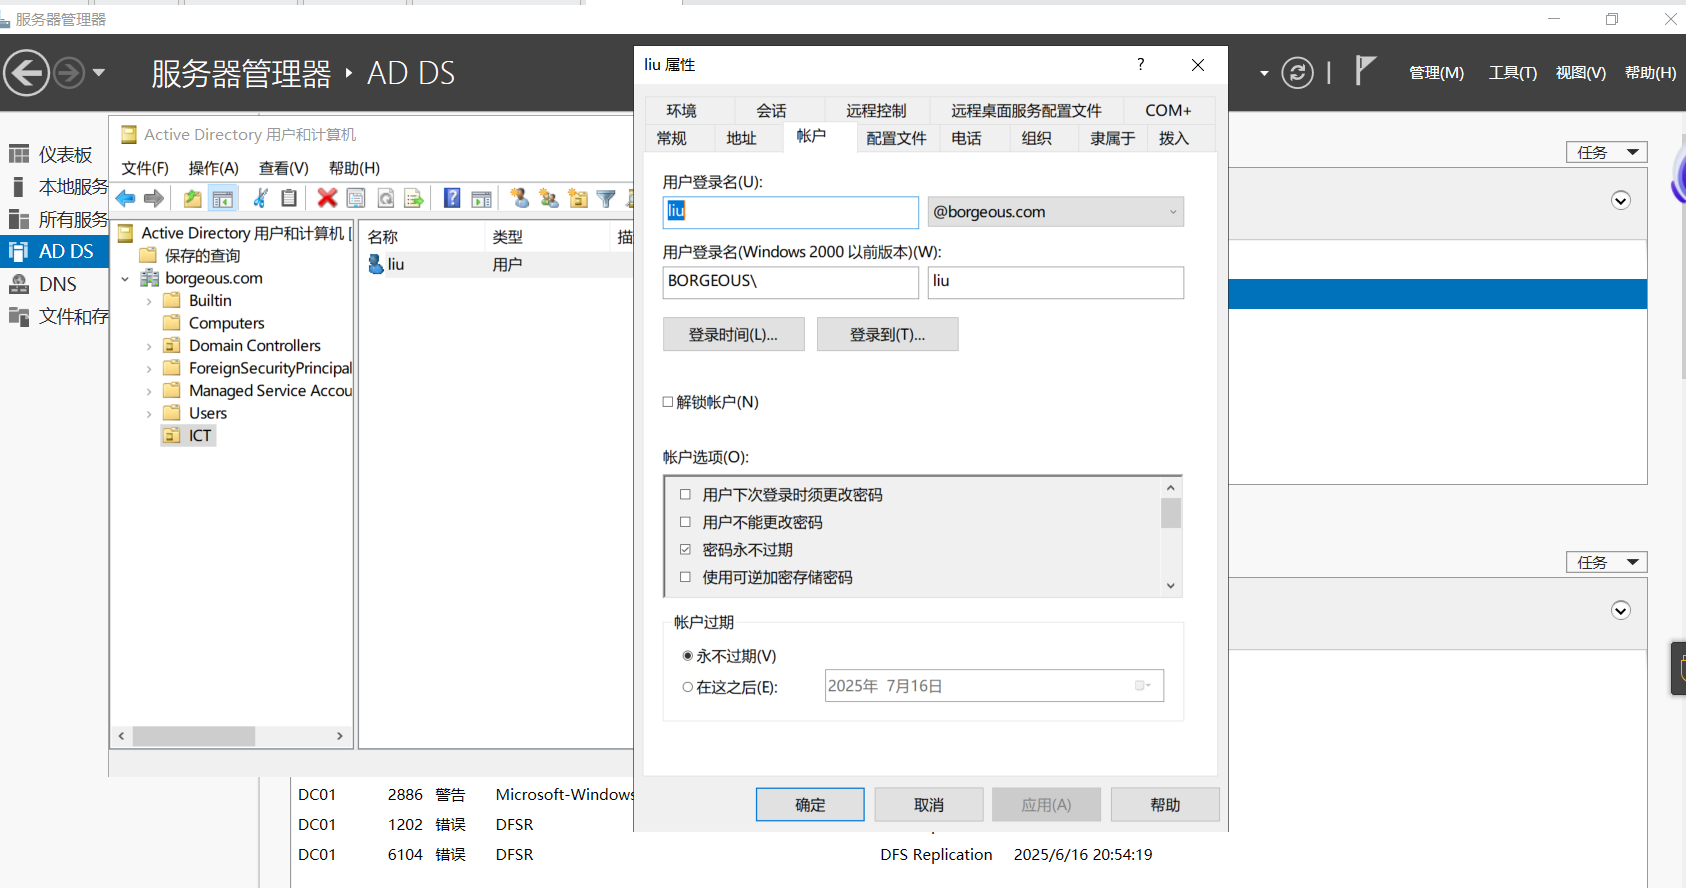 服务器管理器
服务器管理器 ‣ AD DS
管理(M) 工具(T) 视图(V) 帮助(H)
仪表板
本地服务
所有服务
AD DS
DNS
文件和存
Active Directory 用户和计算机
文件(F) 操作(A) 查看(V) 帮助(H)
Active Directory 用户和计算机 [
保存的查询
borgeous.com
Builtin
Computers
Domain Controllers
ForeignSecurityPrincipal
Managed Service Accou
Users
ICT
名称 类型 描
liu 用户
liu 属性
环境 会话 远程控制 远程桌面服务配置文件 COM+
常规 地址 帐户 配置文件 电话 组织 隶属于 拨入
用户登录名(U):
liu @borgeous.com
用户登录名(Windows 2000 以前版本)(W):
BORGEOUS\ liu
登录时间(L)... 登录到(T)...
解锁帐户(N)
帐户选项(O):
用户下次登录时须更改密码
用户不能更改密码
密码永不过期
使用可逆加密存储密码
帐户过期
永不过期(V)
在这之后(E): 2025年 7月16日
确定 取消 应用(A) 帮助
任务
任务
DC01 2886 警告 Microsoft-Windows
DC01 1202 错误 DFSR
DC01 6104 错误 DFSR DFS Replication 2025/6/16 20:54:19